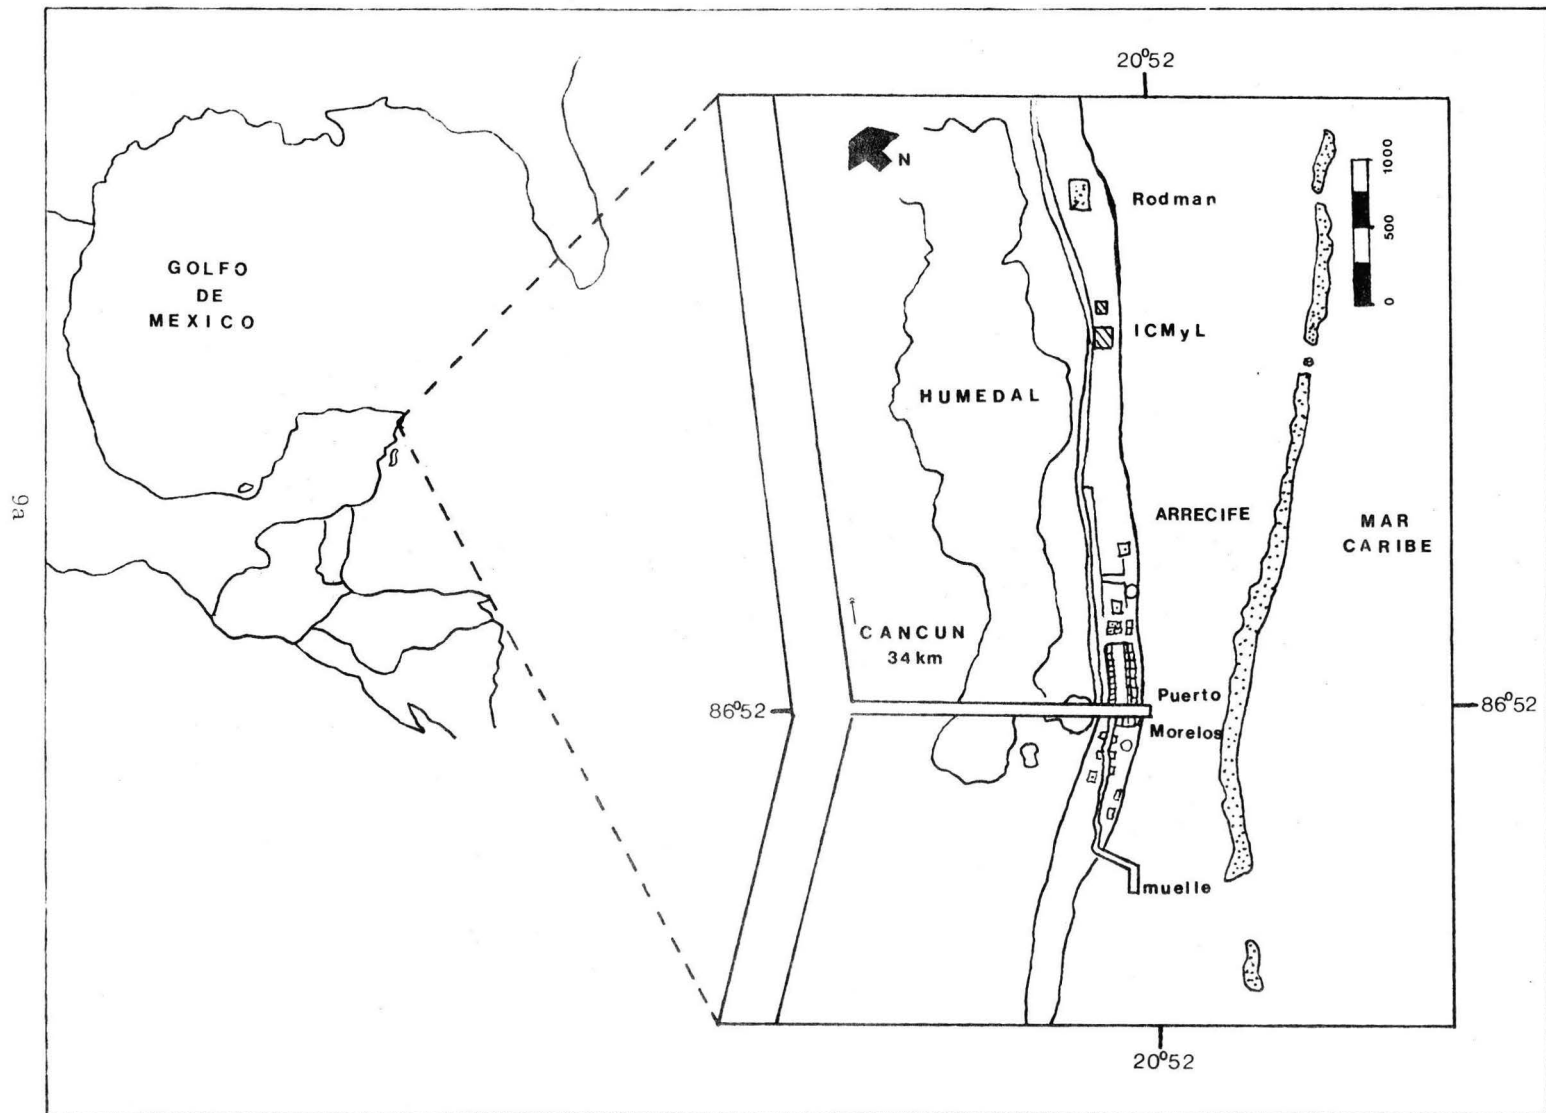 20°52
N
Rodman
1000
500
0
GOLFO
DE
MEXICO
ICMyL
HUMEDAL
9a
ARRECIFE
MAR
CARIBE
CANCUN
34 km
Puerto
86°52
86°52
Morelos
muelle
20°52